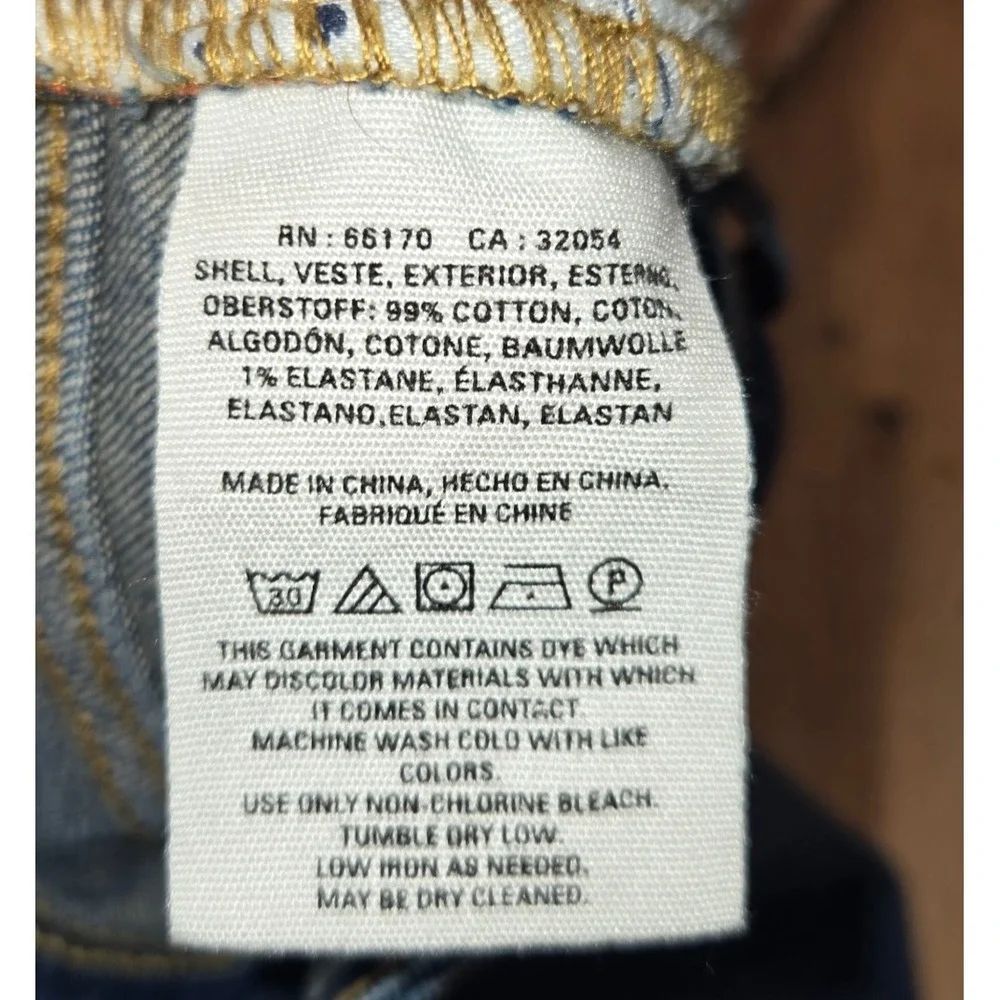 RN : 66170 CA : 32054
SHELL, VESTE, EXTERIOR, ESTERNO,
OBERSTOFF: 99% COTTON, COTON,
ALGODÓN, COTONE, BAUMWOLLE
1% ELASTANE, ÉLASTHANNE,
ELASTANO,ELASTAN, ELASTAN
MADE IN CHINA, HECHO EN CHINA.
FABRIQUÉ EN CHINE
30 P
THIS GARMENT CONTAINS DYE WHICH
MAY DISCOLOR MATERIALS WITH WHICH
IT COMES IN CONTACT.
MACHINE WASH COLD WITH LIKE
COLORS.
USE ONLY NON-CHLORINE BLEACH.
TUMBLE DRY LOW.
LOW IRON AS NEEDED.
MAY BE DRY CLEANED.